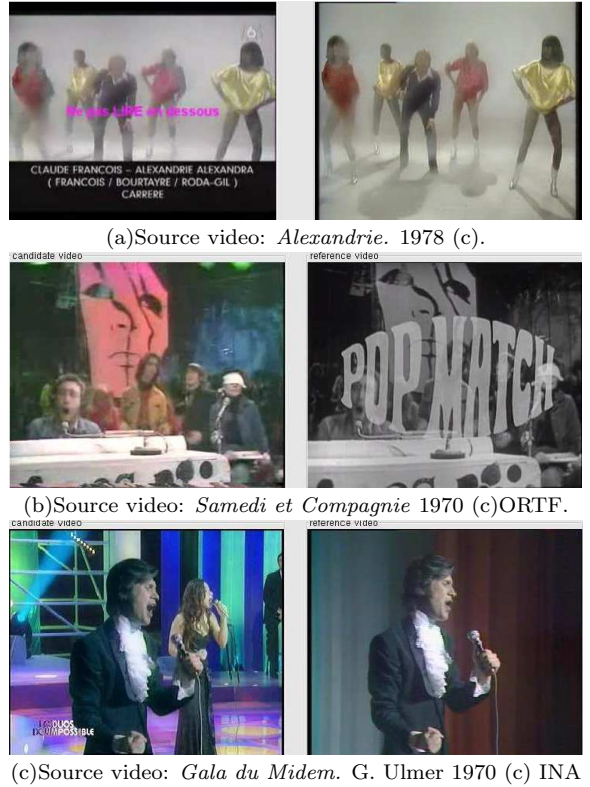 6
Ne pas LIRE en dessous
CLAUDE FRANCOIS – ALEXANDRIE ALEXANDRA
( FRANCOIS / BOURTAYRE / RODA-GIL )
CARRERE
(a)Source video: Alexandrie. 1978 (c).
candidate video
reference video
POP MATCH
(b)Source video: Samedi et Compagnie 1970 (c)ORTF.
candidate video
reference video
DUOS
(c)Source video: Gala du Midem. G. Ulmer 1970 (c) INA